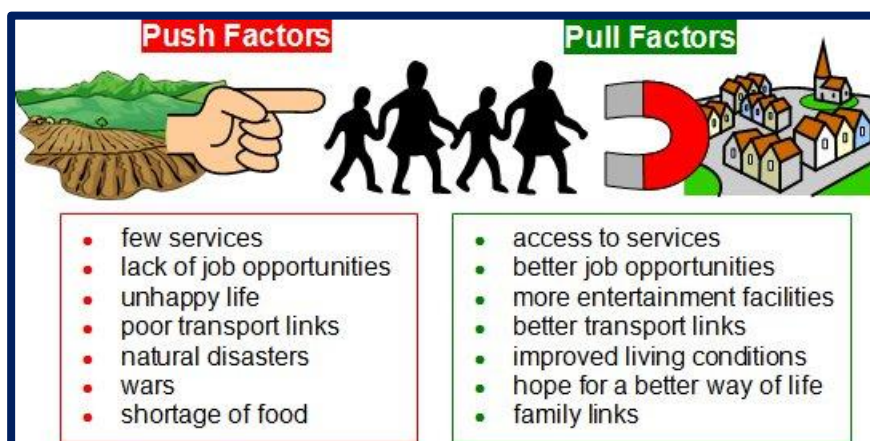 Push Factors
Pull Factors
• few services
• lack of job opportunities
• unhappy life
• poor transport links
• natural disasters
• wars
• shortage of food
• access to services
• better job opportunities
• more entertainment facilities
• better transport links
• improved living conditions
• hope for a better way of life
• family links